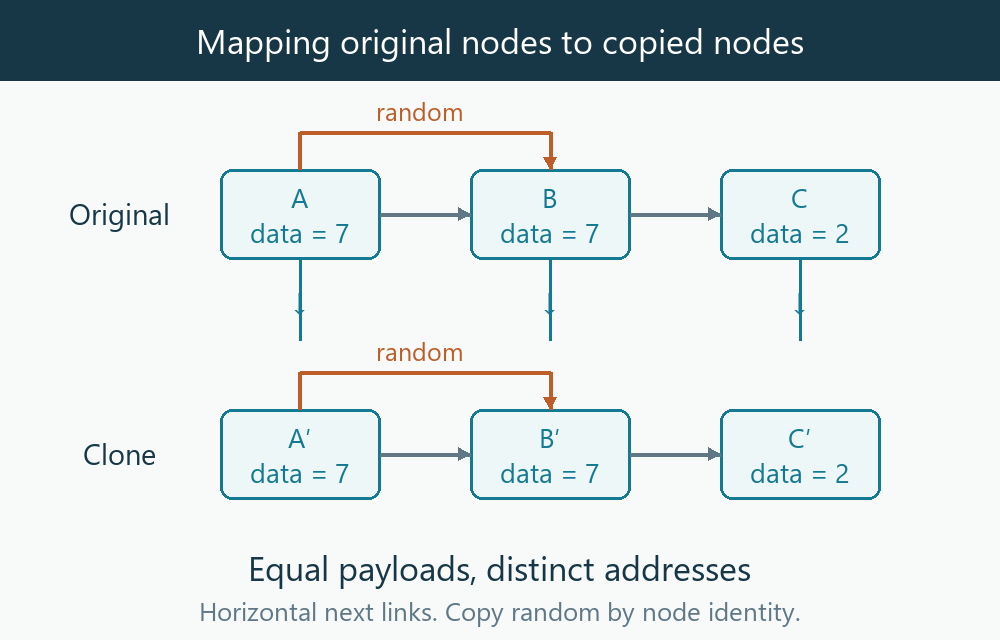 Mapping original nodes to copied nodes
random
Original
A
data = 7
B
data = 7
C
data = 2
random
Clone
A′
data = 7
B′
data = 7
C′
data = 2
Equal payloads, distinct addresses
Horizontal next links. Copy random by node identity.